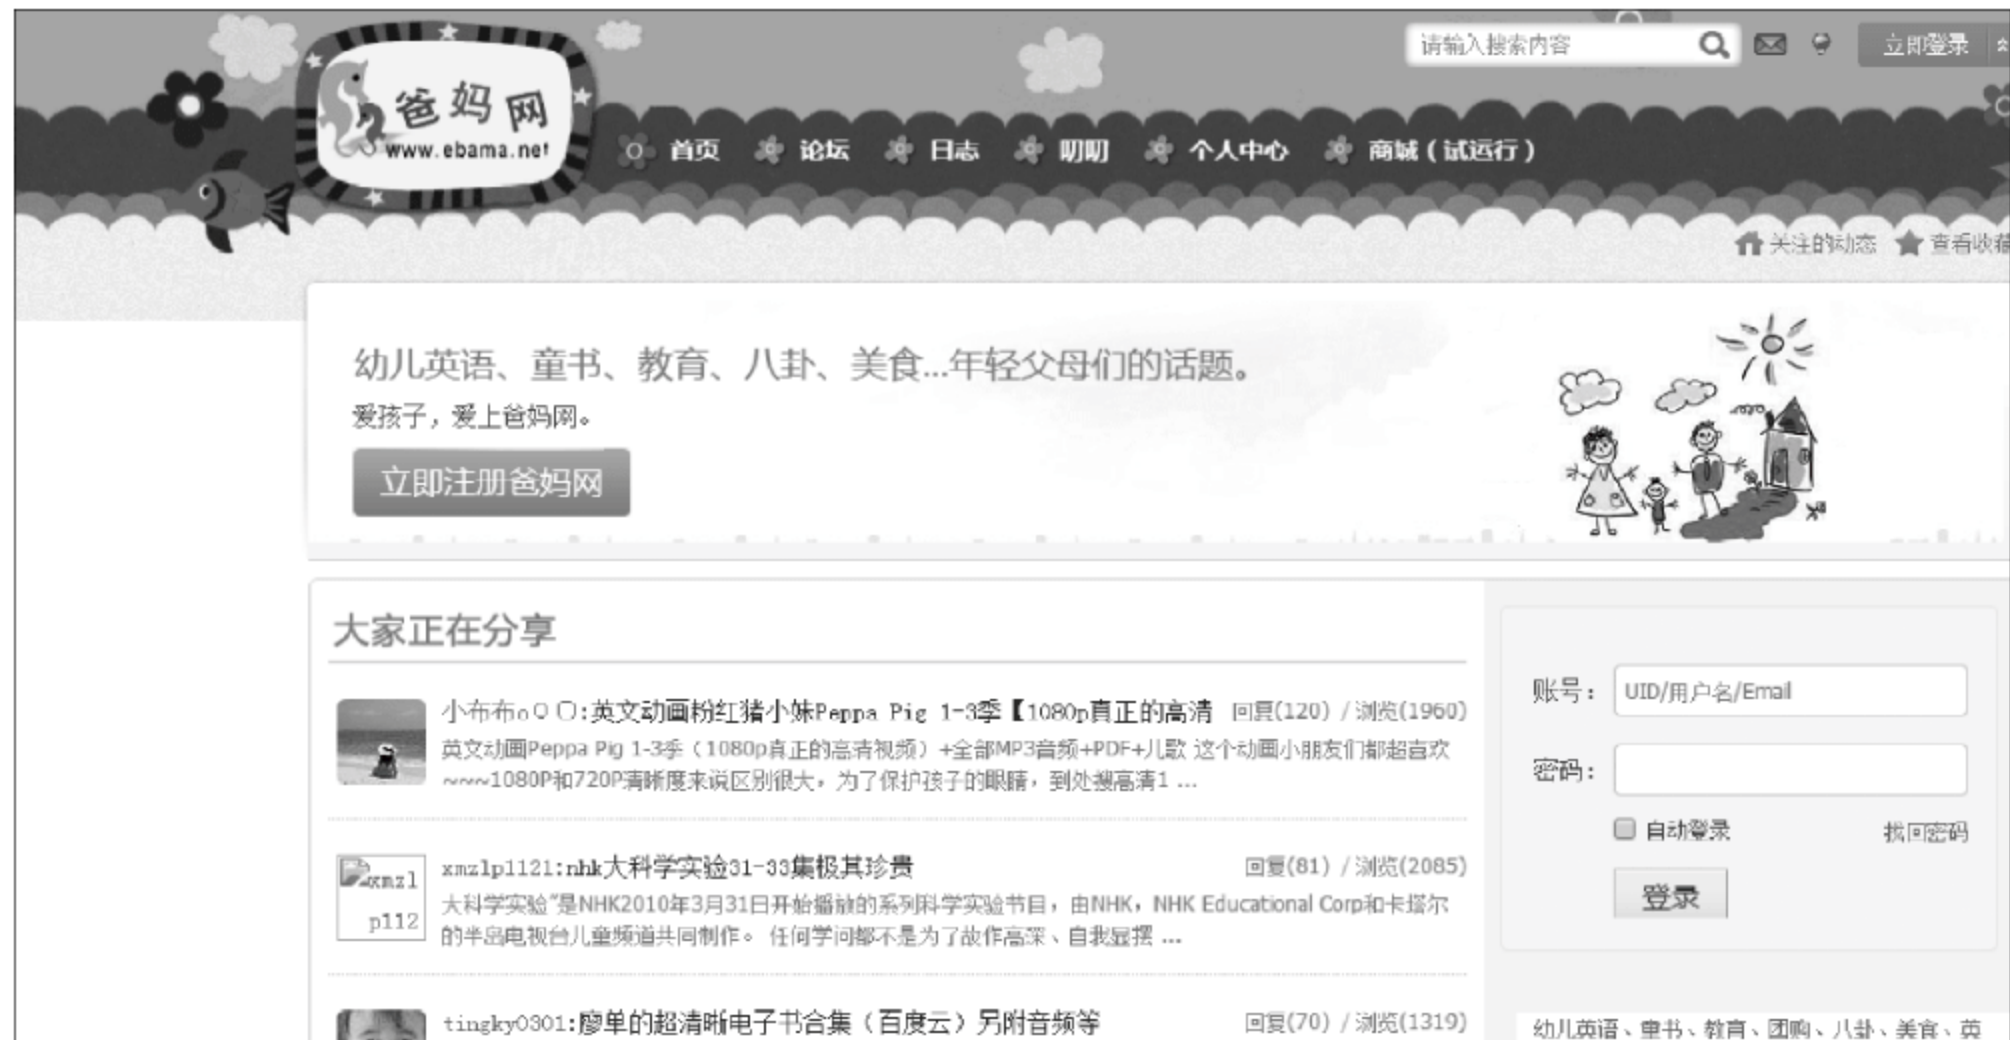 请输入搜索内容
立即登录
爸妈网
www.ebama.net
首页 论坛 日志 叨叨 个人中心 商城（试运行）
关注的动态 查看收藏
幼儿英语、童书、教育、八卦、美食...年轻父母们的话题。
爱孩子，爱上爸妈网。
立即注册爸妈网
大家正在分享
小布布。O O:英文动画粉红猪小妹Peppa Pig 1-3季【1080p真正的高清 回复(120) / 浏览(1960)
英文动画Peppa Pig 1-3季（1080p真正的高清视频）+全部MP3音频+PDF+儿歌 这个动画小朋友们都超喜欢
~~~1080P和720P清晰度来说区别很大，为了保护孩子的眼睛，到处搜高清1 ...
xmzlp1121:nhk大科学实验31-33集极其珍贵 回复(81) / 浏览(2085)
xmzl
p112
大科学实验"是NHK2010年3月31日开始播放的系列科学实验节目，由NHK，NHK Educational Corp和卡塔尔
的半岛电视台儿童频道共同制作。 任何学问都不是为了故作高深、自我显摆 ...
tingky0301:廖单的超清晰电子书合集（百度云）另附音频等 回复(70) / 浏览(1319)
账号： UID/用户名/Email
密码：
自动登录 找回密码
登录
幼儿英语、童书、教育、团购、八卦、美食、英